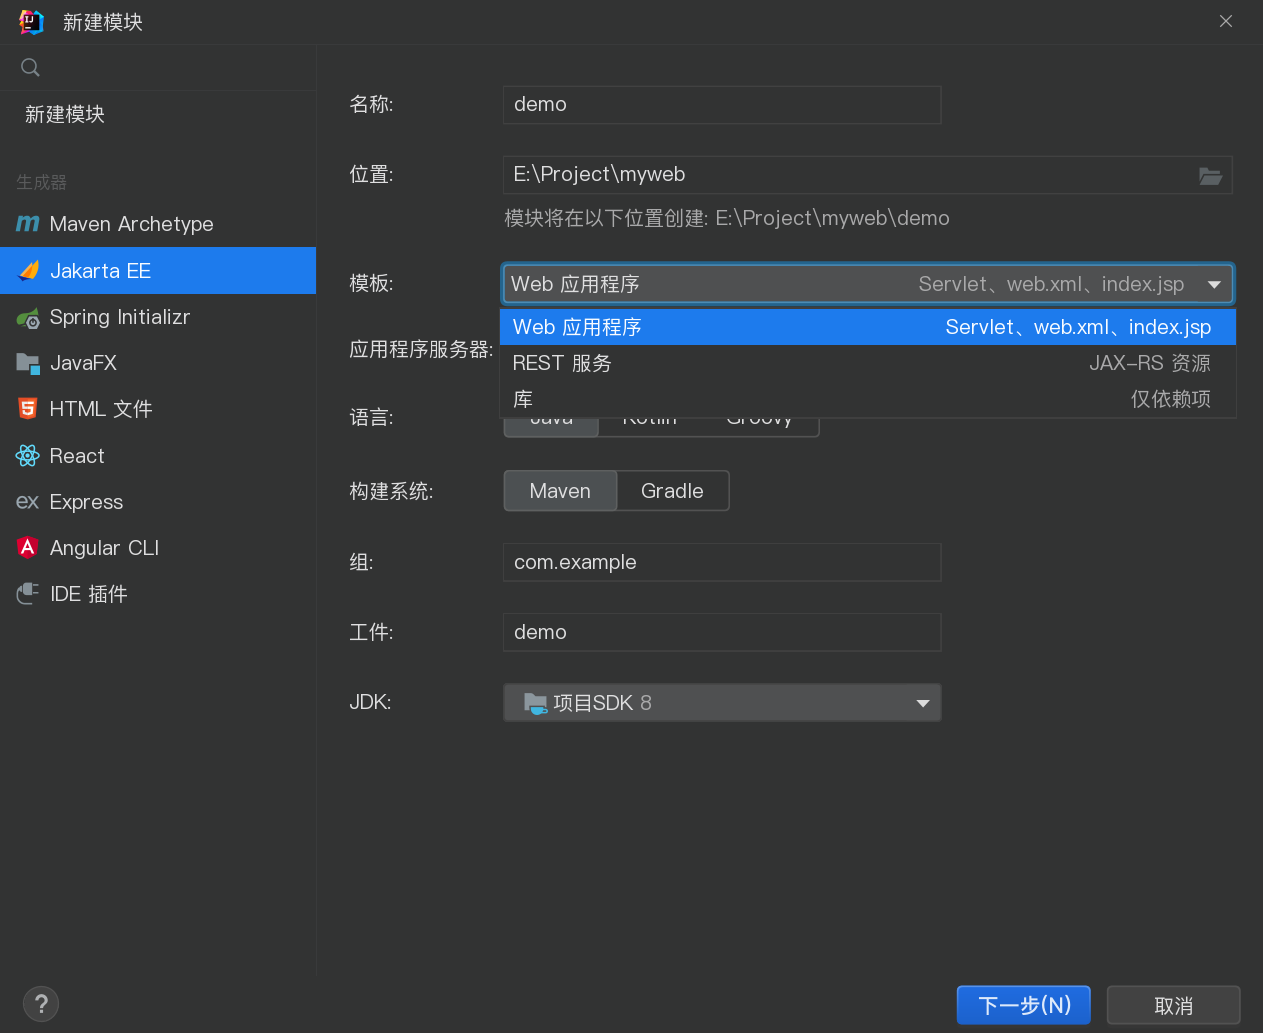 新建模块
新建模块
生成器
Maven Archetype
Jakarta EE
Spring Initializr
JavaFX
HTML 文件
React
Express
Angular CLI
IDE 插件
名称: demo
位置: E:\Project\myweb
模块将在以下位置创建: E:\Project\myweb\demo
模板: Web 应用程序 Servlet、web.xml、index.jsp
Web 应用程序 Servlet、web.xml、index.jsp
应用程序服务器:
REST 服务 JAX-RS 资源
库 仅依赖项
语言: Java Kotlin Groovy
构建系统: Maven Gradle
组: com.example
工件: demo
JDK: 项目SDK 8
? 下一步(N) 取消